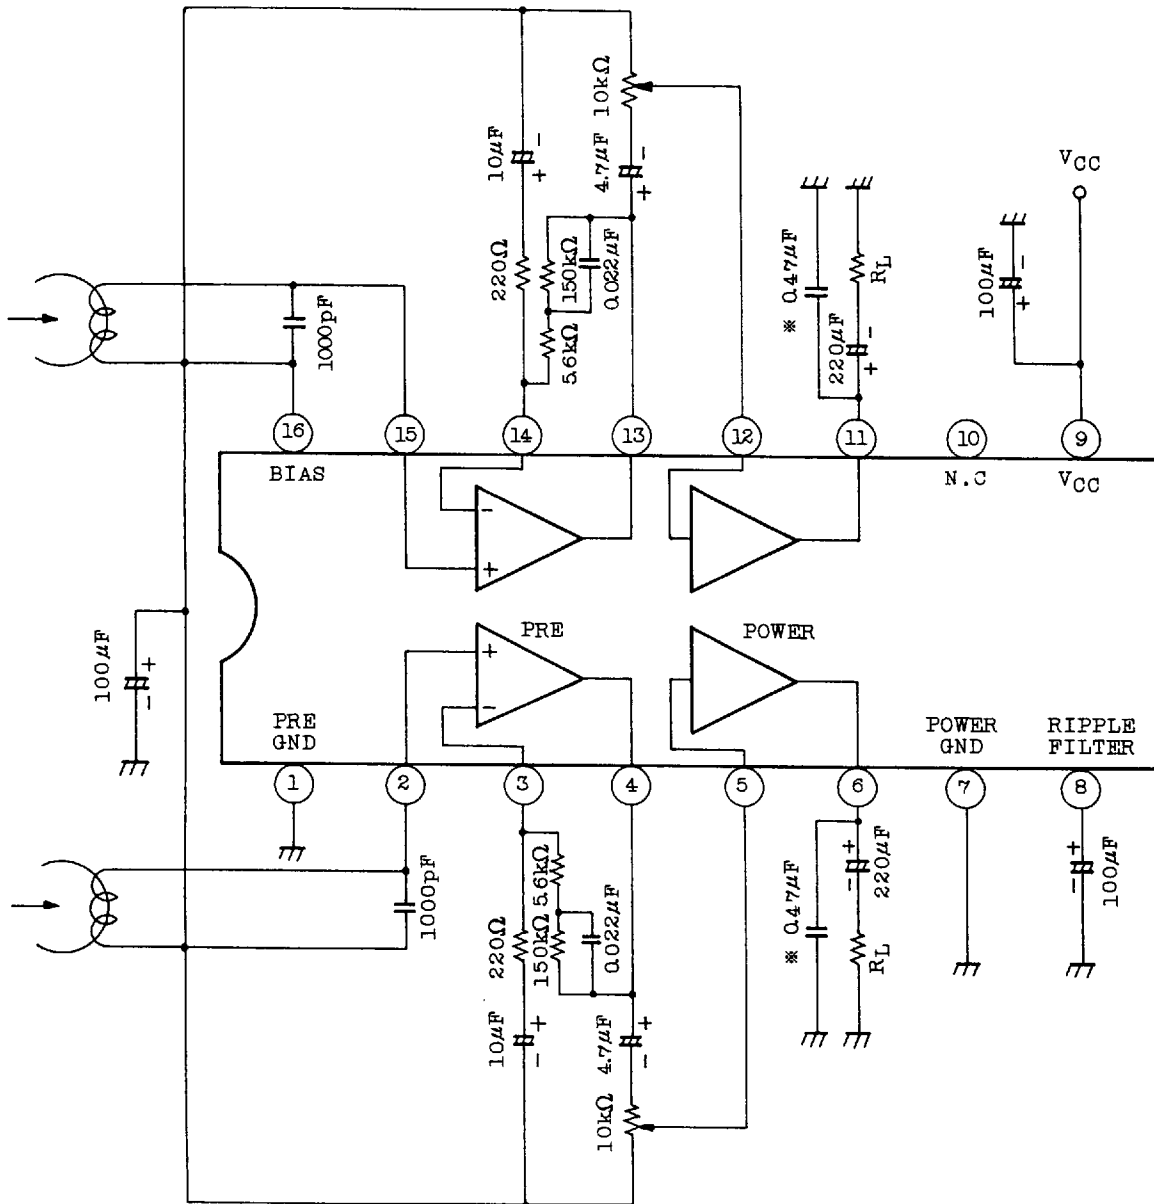 10kΩ
10μF
-
+
4.7μF
-
+
VCC
220Ω
150kΩ
0.022μF
5.6kΩ
1000pF
※ 0.47μF
RL
220μF
-
+
100μF
-
+
16
15
14
13
12
11
10
9
BIAS
N.C
VCC
-
+
100μF
+
-
PRE
POWER
+
-
PRE
GND
POWER
GND
RIPPLE
FILTER
1
2
3
4
5
6
7
8
1000pF
5.6kΩ
150kΩ
0.022μF
220Ω
10μF
+
-
4.7μF
+
-
10kΩ
※ 0.47μF
+
-
220μF
RL
+
-
100μF